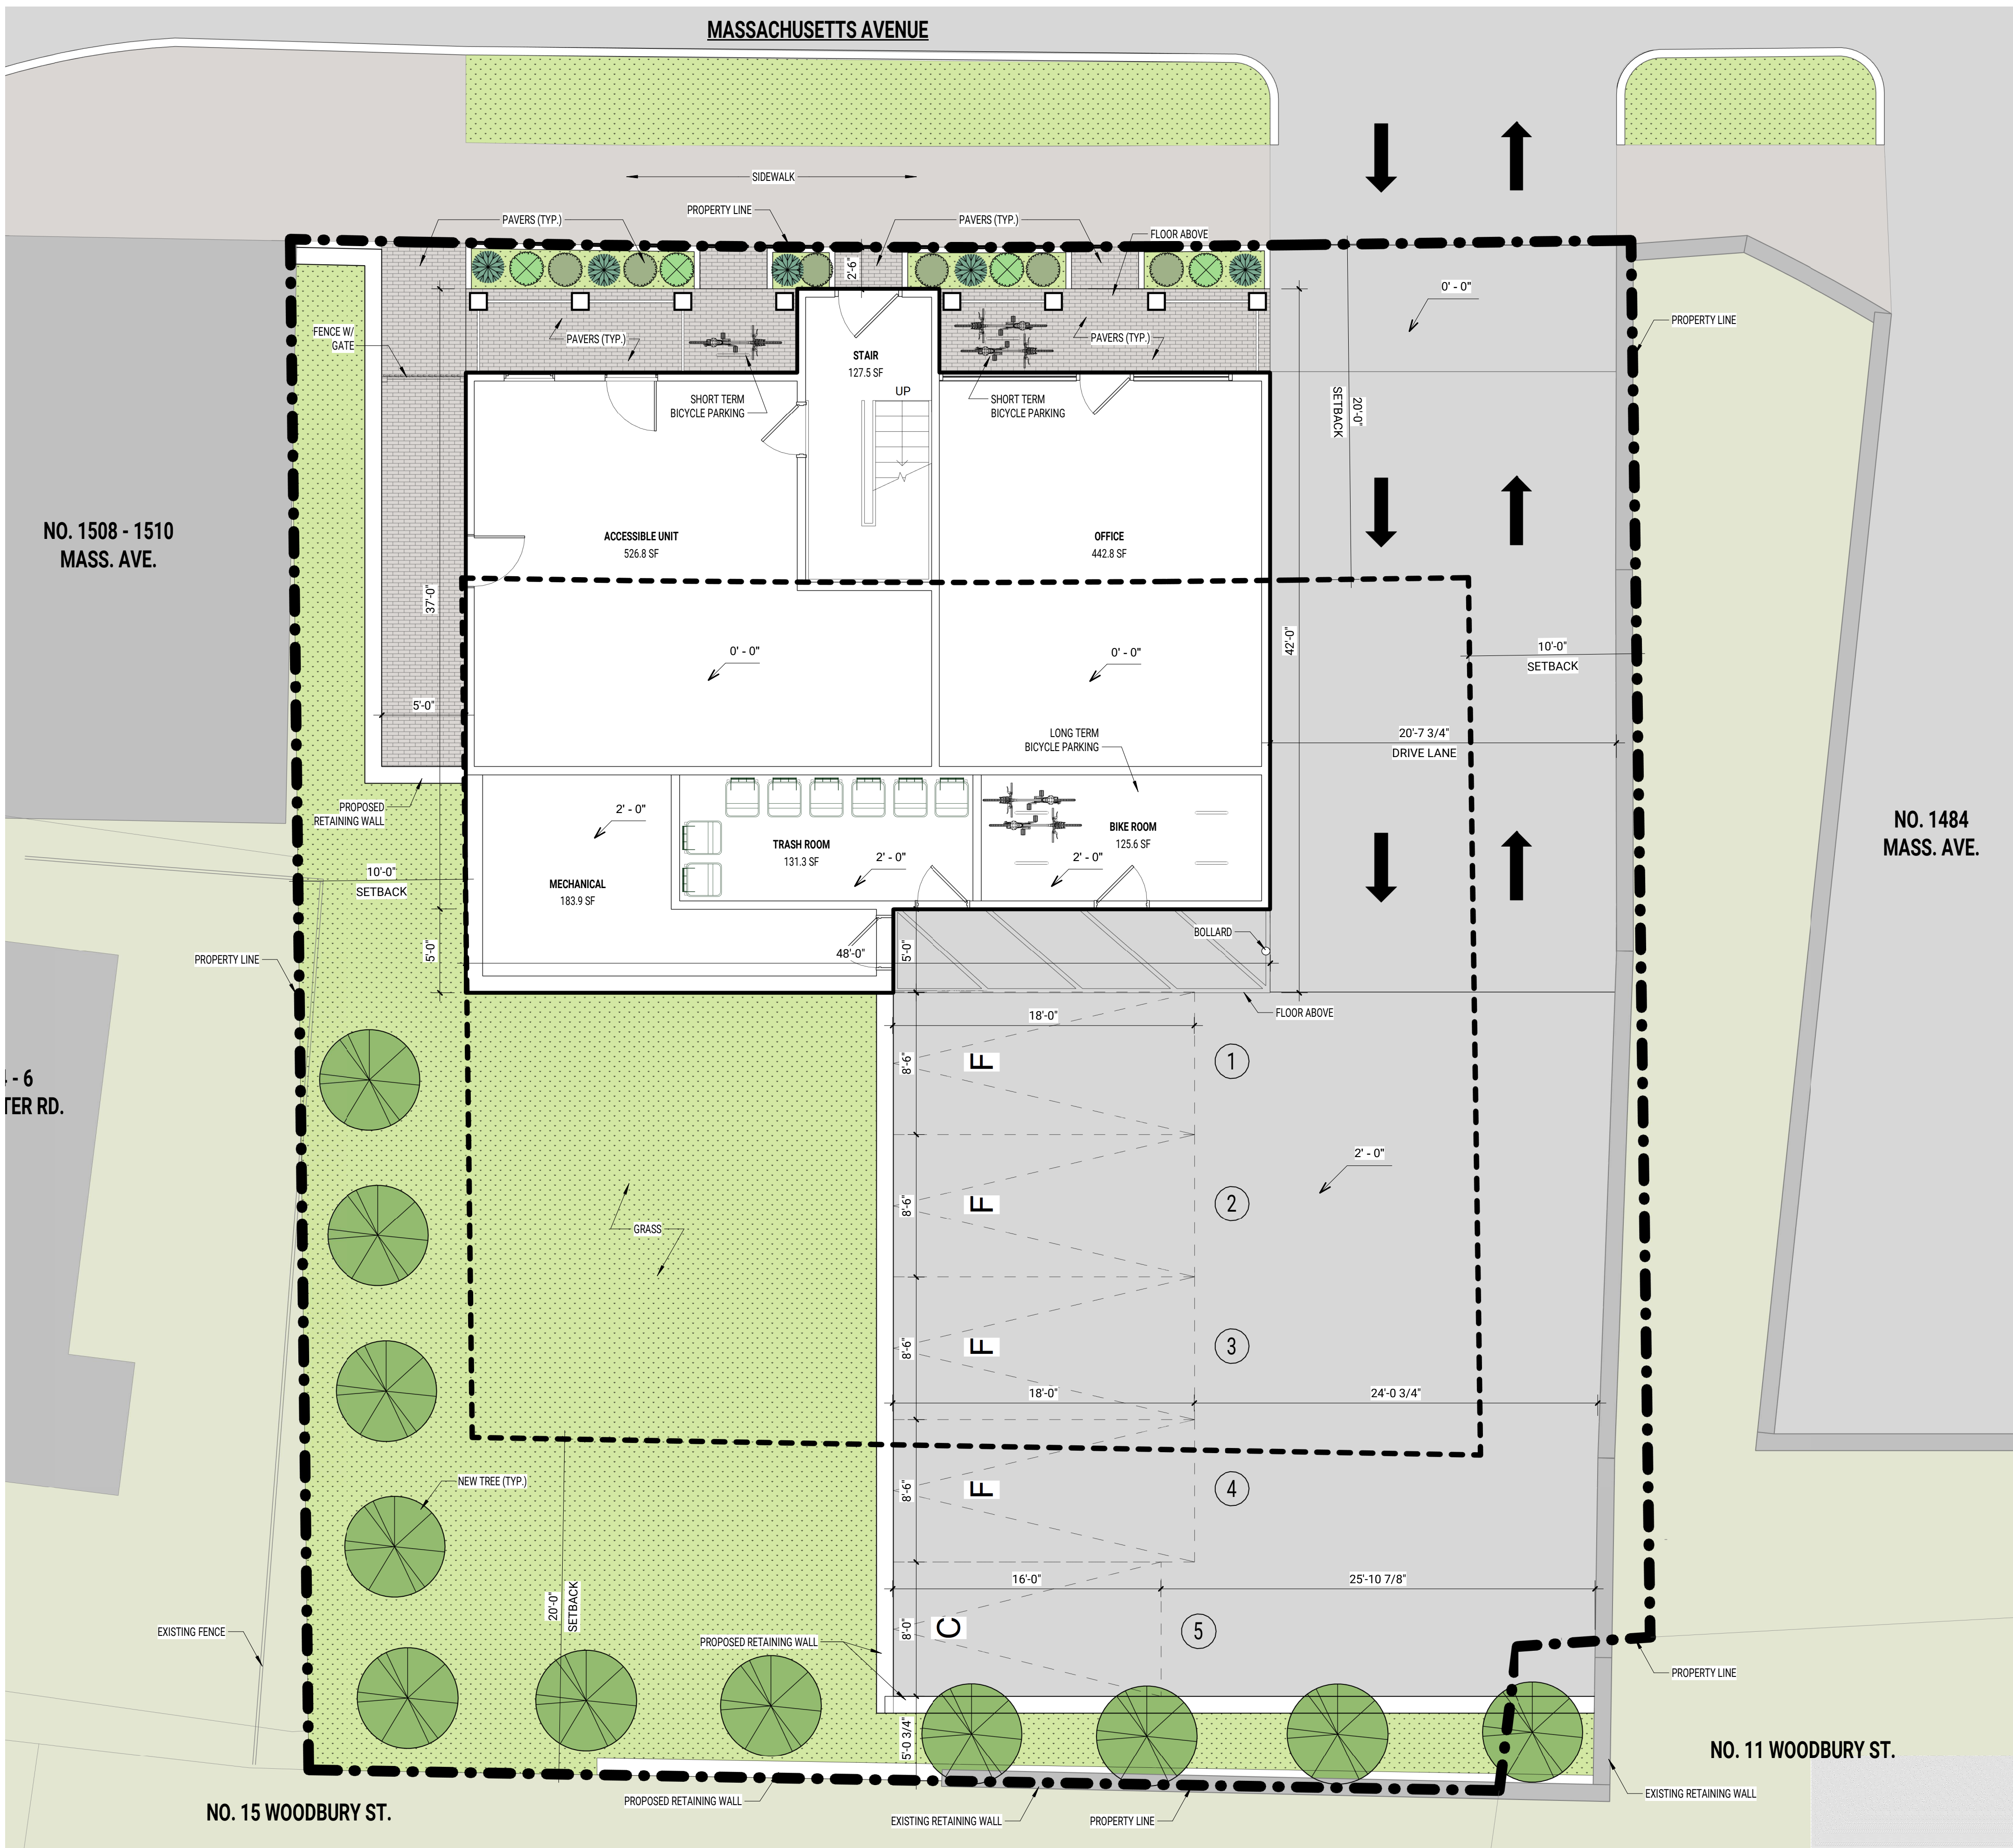 MASSACHUSETTS AVENUE
SIDEWALK
PAVERS (TYP.)
PROPERTY LINE
PAVERS (TYP.)
FLOOR ABOVE
2'-6"
0' - 0"
PROPERTY LINE
FENCE W/
GATE
PAVERS (TYP.)
PAVERS (TYP.)
STAIR
127.5 SF
UP
SHORT TERM
BICYCLE PARKING
SHORT TERM
BICYCLE PARKING
20'-0"
SETBACK
NO. 1508 - 1510
MASS. AVE.
ACCESSIBLE UNIT
526.8 SF
OFFICE
442.8 SF
37'-0"
42'-0"
0' - 0"
0' - 0"
10'-0"
SETBACK
5'-0"
LONG TERM
BICYCLE PARKING
20'-7 3/4"
DRIVE LANE
PROPOSED
RETAINING WALL
2' - 0"
TRASH ROOM
131.3 SF
2' - 0"
BIKE ROOM
125.6 SF
2' - 0"
NO. 1484
MASS. AVE.
10'-0"
SETBACK
MECHANICAL
183.9 SF
PROPERTY LINE
5'-0"
48'-0"
5'-0"
BOLLARD
FLOOR ABOVE
18'-0"
8'-6"
F
1
- 6
TER RD.
2' - 0"
8'-6"
F
2
GRASS
8'-6"
F
3
18'-0"
24'-0 3/4"
NEW TREE (TYP.)
8'-6"
F
4
16'-0"
25'-10 7/8"
20'-0"
SETBACK
8'-0"
C
5
EXISTING FENCE
PROPOSED RETAINING WALL
PROPERTY LINE
5'-0 3/4"
NO. 11 WOODBURY ST.
NO. 15 WOODBURY ST.
PROPOSED RETAINING WALL
EXISTING RETAINING WALL
PROPERTY LINE
EXISTING RETAINING WALL